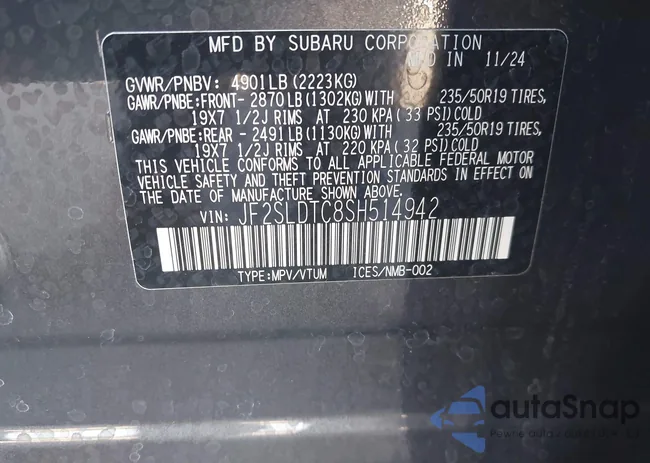 MFD BY SUBARU CORPORATION
MFD IN 11/24
GVWR/PNBV: 4901LB(2223KG)
GAWR/PNBE:FRONT- 2870LB(1302KG)WITH 235/50R19 TIRES,
19X7 1/2J RIMS AT 230 KPA(33 PSI)COLD
GAWR/PNBE:REAR - 2491LB(1130KG)WITH 235/50R19 TIRES,
19X7 1/2J RIMS AT 220 KPA(32 PSI)COLD
THIS VEHICLE CONFORMS TO ALL APPLICABLE FEDERAL MOTOR
VEHICLE SAFETY AND THEFT PREVENTION STANDARDS IN EFFECT ON
THE DATE OF MANUFACTURE SHOWN ABOVE.
VIN: JF2SLDTC8SH514942
TYPE:MPV/VTUM ICES/NMB-002
autaSnap